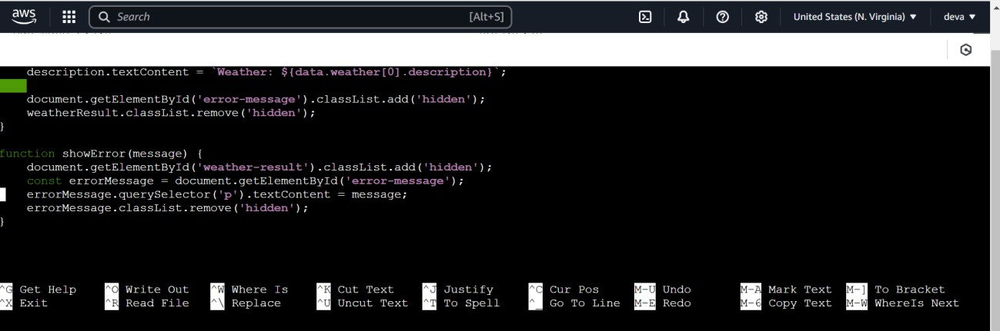 aws Search [Alt+S] United States (N. Virginia) ▼ deva ▼
description.textContent = `Weather: ${data.weather[0].description}`;
document.getElementById('error-message').classList.add('hidden');
weatherResult.classList.remove('hidden');
}
function showError(message) {
document.getElementById('weather-result').classList.add('hidden');
const errorMessage = document.getElementById('error-message');
errorMessage.querySelector('p').textContent = message;
errorMessage.classList.remove('hidden');
}
^G Get Help ^O Write Out ^W Where Is ^K Cut Text ^J Justify ^C Cur Pos M-U Undo M-A Mark Text M-] To Bracket
^X Exit ^R Read File ^\ Replace ^U Uncut Text ^T To Spell ^_ Go To Line M-E Redo M-6 Copy Text M-W WhereIs Next